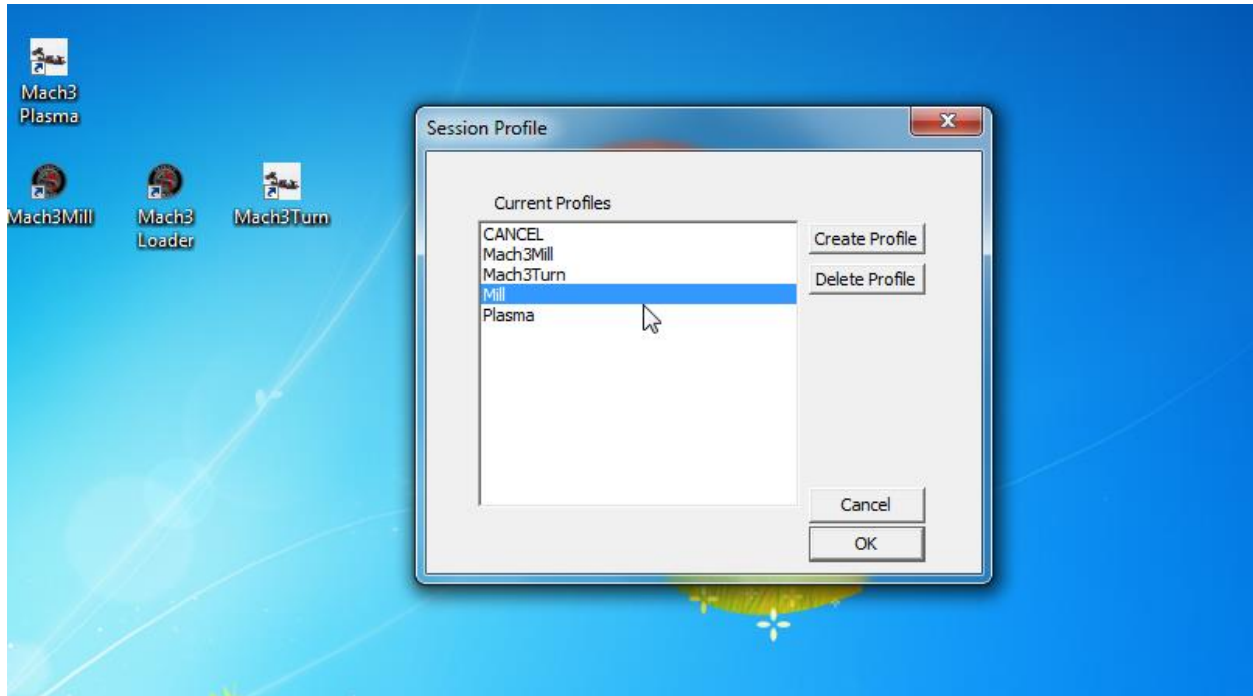 Mach3
Plasma
Mach3Mill
Mach3
Loader
Mach3Turn
Session Profile
Current Profiles
CANCEL
Mach3Mill
Mach3Turn
Mill
Plasma
Create Profile
Delete Profile
Cancel
OK